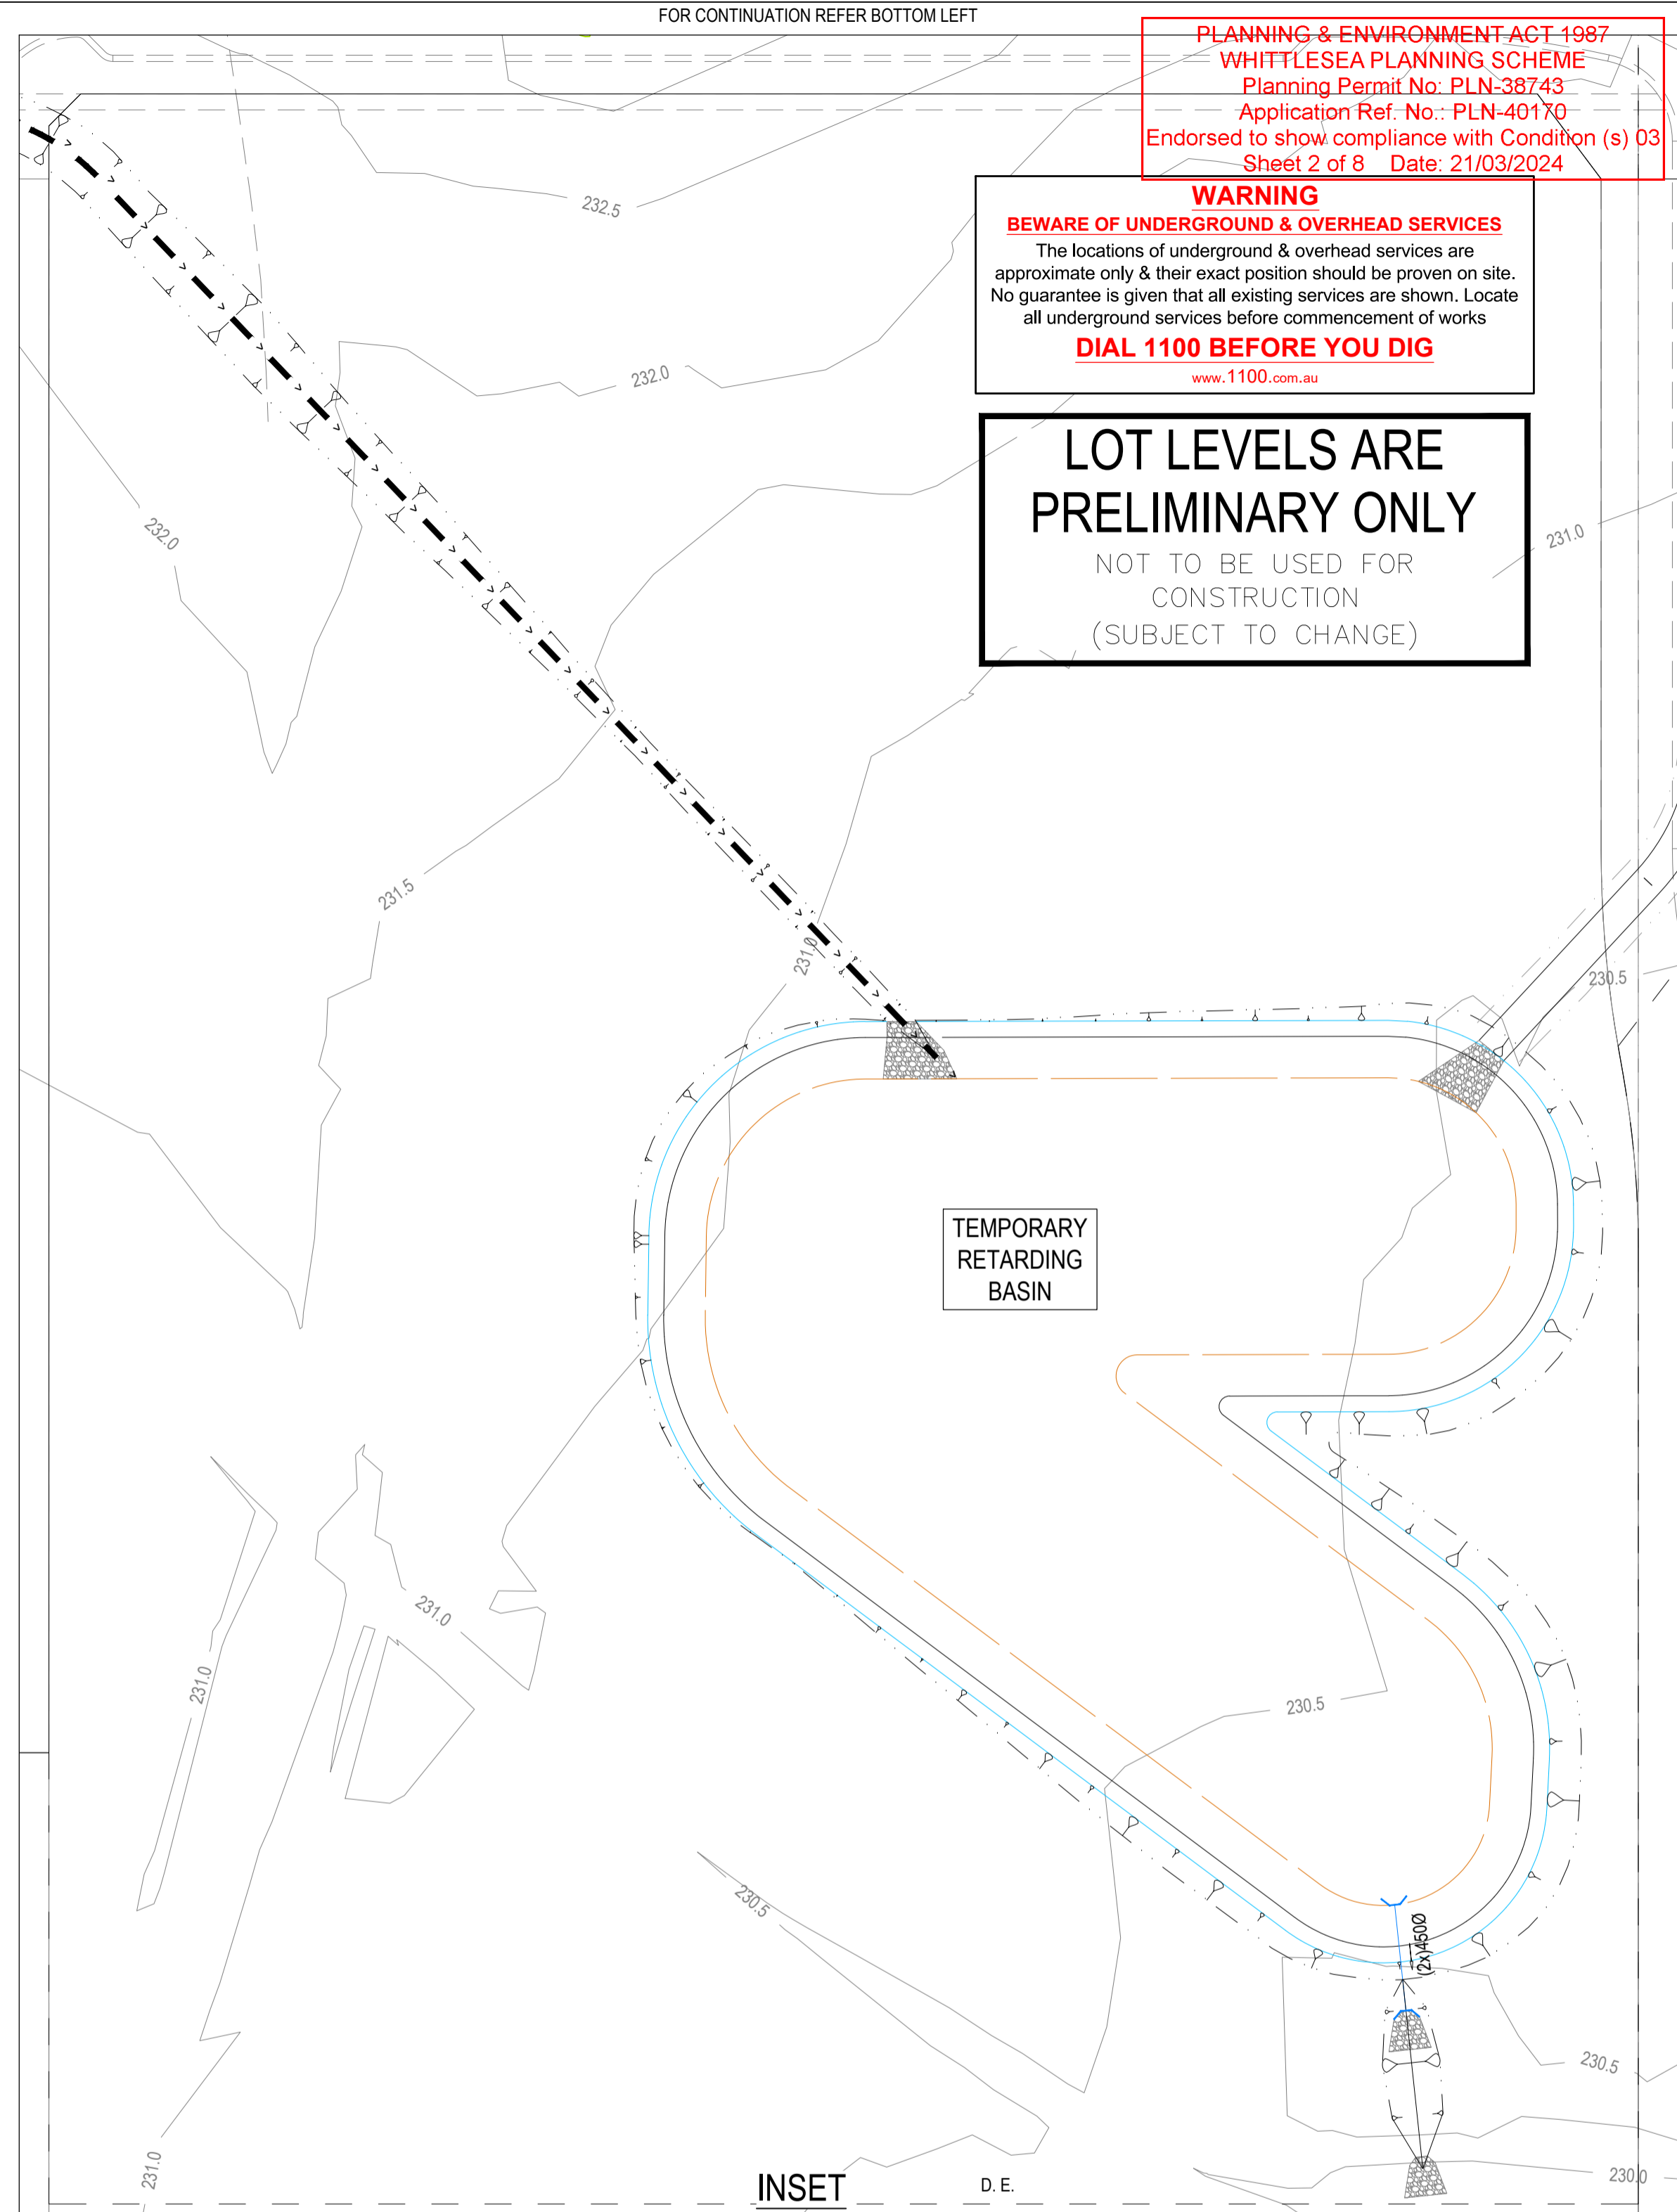 FOR CONTINUATION REFER BOTTOM LEFT
PLANNING & ENVIRONMENT ACT 1987
WHITTLESEA PLANNING SCHEME
Planning Permit No: PLN-38743
Application Ref. No.: PLN-40170
Endorsed to show compliance with Condition (s) 03
Sheet 2 of 8 Date: 21/03/2024
WARNING
BEWARE OF UNDERGROUND & OVERHEAD SERVICES
The locations of underground & overhead services are
approximate only & their exact position should be proven on site.
No guarantee is given that all existing services are shown. Locate
all underground services before commencement of works
DIAL 1100 BEFORE YOU DIG
www.1100.com.au
232.5
232.0
LOT LEVELS ARE
PRELIMINARY ONLY
NOT TO BE USED FOR
CONSTRUCTION
(SUBJECT TO CHANGE)
232.0
231.0
231.5
231.0
230.5
TEMPORARY
RETARDING
BASIN
231.0
231.0
230.5
230.5
(2x)450Ø
230.5
231.0
230.0
INSET
D. E.